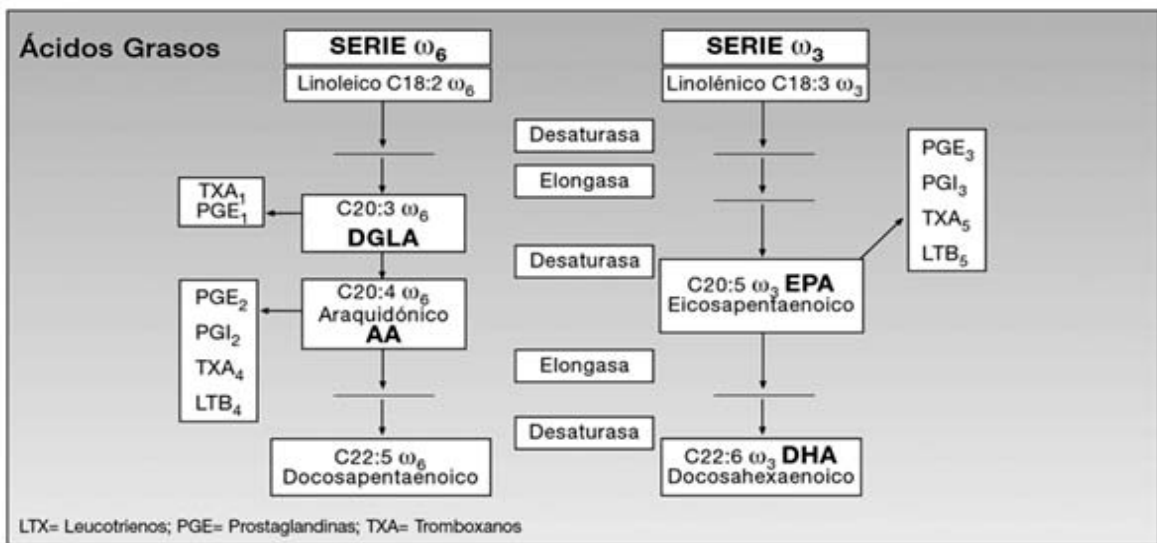 Ácidos Grasos
SERIE ω₆
Linoleico C18:2 ω₆
TXA₁
PGE₁
C20:3 ω₆
DGLA
C20:4 ω₆
Araquidónico
AA
PGE₂
PGI₂
TXA₄
LTB₄
C22:5 ω₆
Docosapentaenoico
Desaturasa
Elongasa
Desaturasa
Elongasa
Desaturasa
SERIE ω₃
Linolénico C18:3 ω₃
PGE₃
PGI₃
TXA₅
LTB₅
C20:5 ω₃ EPA
Eicosapentaenoico
C22:6 ω₃ DHA
Docosahexaenoico
LTX= Leucotrienos; PGE= Prostaglandinas; TXA= Tromboxanos